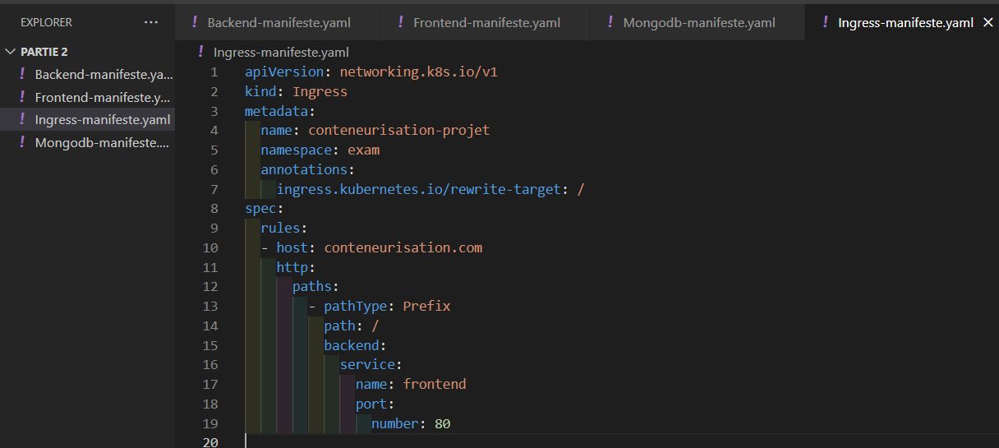 EXPLORER ...
PARTIE 2
! Backend-manifeste.ya...
! Frontend-manifeste.y...
! Ingress-manifeste.yaml
! Mongodb-manifeste....
! Backend-manifeste.yaml ! Frontend-manifeste.yaml ! Mongodb-manifeste.yaml ! Ingress-manifeste.yaml ×
! Ingress-manifeste.yaml
1 apiVersion: networking.k8s.io/v1
2 kind: Ingress
3 metadata:
4   name: conteneurisation-projet
5   namespace: exam
6   annotations:
7     ingress.kubernetes.io/rewrite-target: /
8 spec:
9   rules:
10   - host: conteneurisation.com
11     http:
12       paths:
13         - pathType: Prefix
14           path: /
15           backend:
16             service:
17               name: frontend
18               port:
19                 number: 80
20